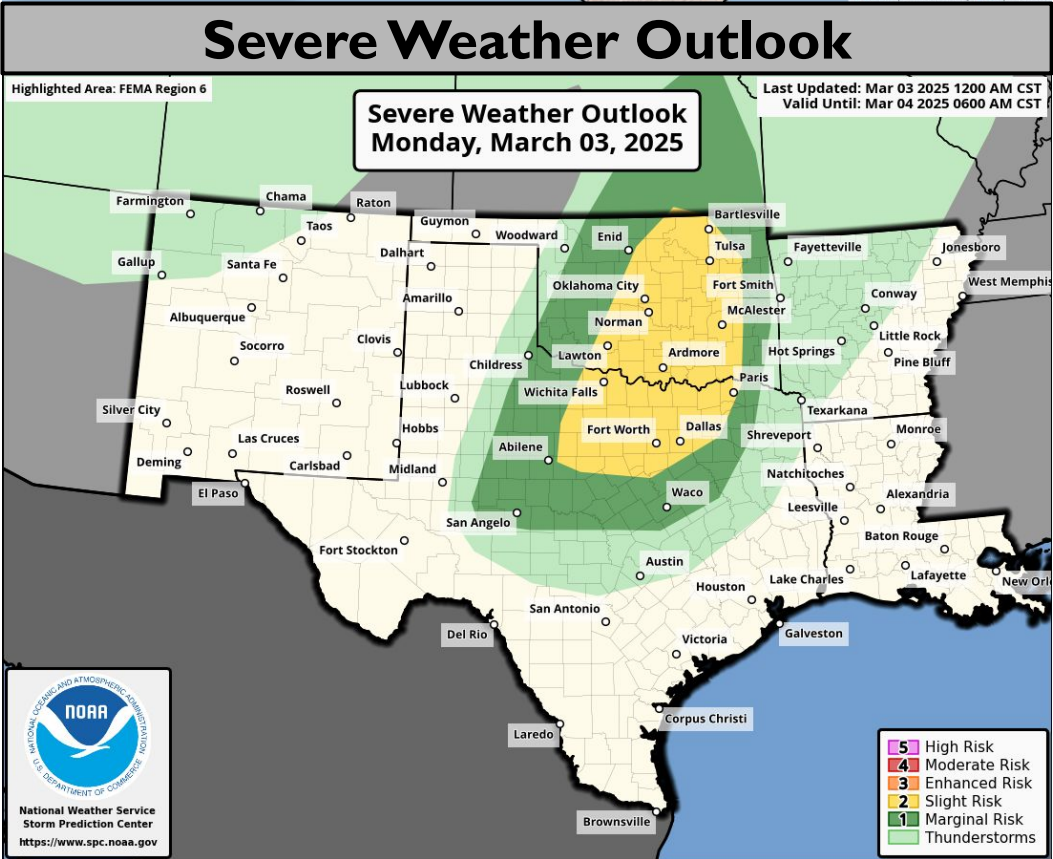 Severe Weather Outlook
Highlighted Area: FEMA Region 6
Last Updated: Mar 03 2025 1200 AM CST
Valid Until: Mar 04 2025 0600 AM CST
Severe Weather Outlook
Monday, March 03, 2025
Farmington
Chama
Raton
Taos
Guymon
Woodward
Enid
Bartlesville
Tulsa
Fayetteville
Jonesboro
Gallup
Santa Fe
Dalhart
Oklahoma City
Fort Smith
Conway
West Memphis
Albuquerque
Amarillo
Norman
McAlester
Little Rock
Socorro
Clovis
Childress
Lawton
Ardmore
Hot Springs
Pine Bluff
Roswell
Lubbock
Wichita Falls
Paris
Silver City
Las Cruces
Hobbs
Fort Worth
Dallas
Texarkana
Monroe
Shreveport
Deming
Carlsbad
Midland
Abilene
Natchitoches
El Paso
Waco
Alexandria
San Angelo
Leesville
Fort Stockton
Baton Rouge
Austin
Houston
Lake Charles
Lafayette
New Orl
San Antonio
Del Rio
Galveston
Victoria
Corpus Christi
Laredo
Brownsville
NATIONAL OCEANIC AND ATMOSPHERIC ADMINISTRATION
NOAA
U.S. DEPARTMENT OF COMMERCE
National Weather Service
Storm Prediction Center
https://www.spc.noaa.gov
5 High Risk
4 Moderate Risk
3 Enhanced Risk
2 Slight Risk
1 Marginal Risk
Thunderstorms